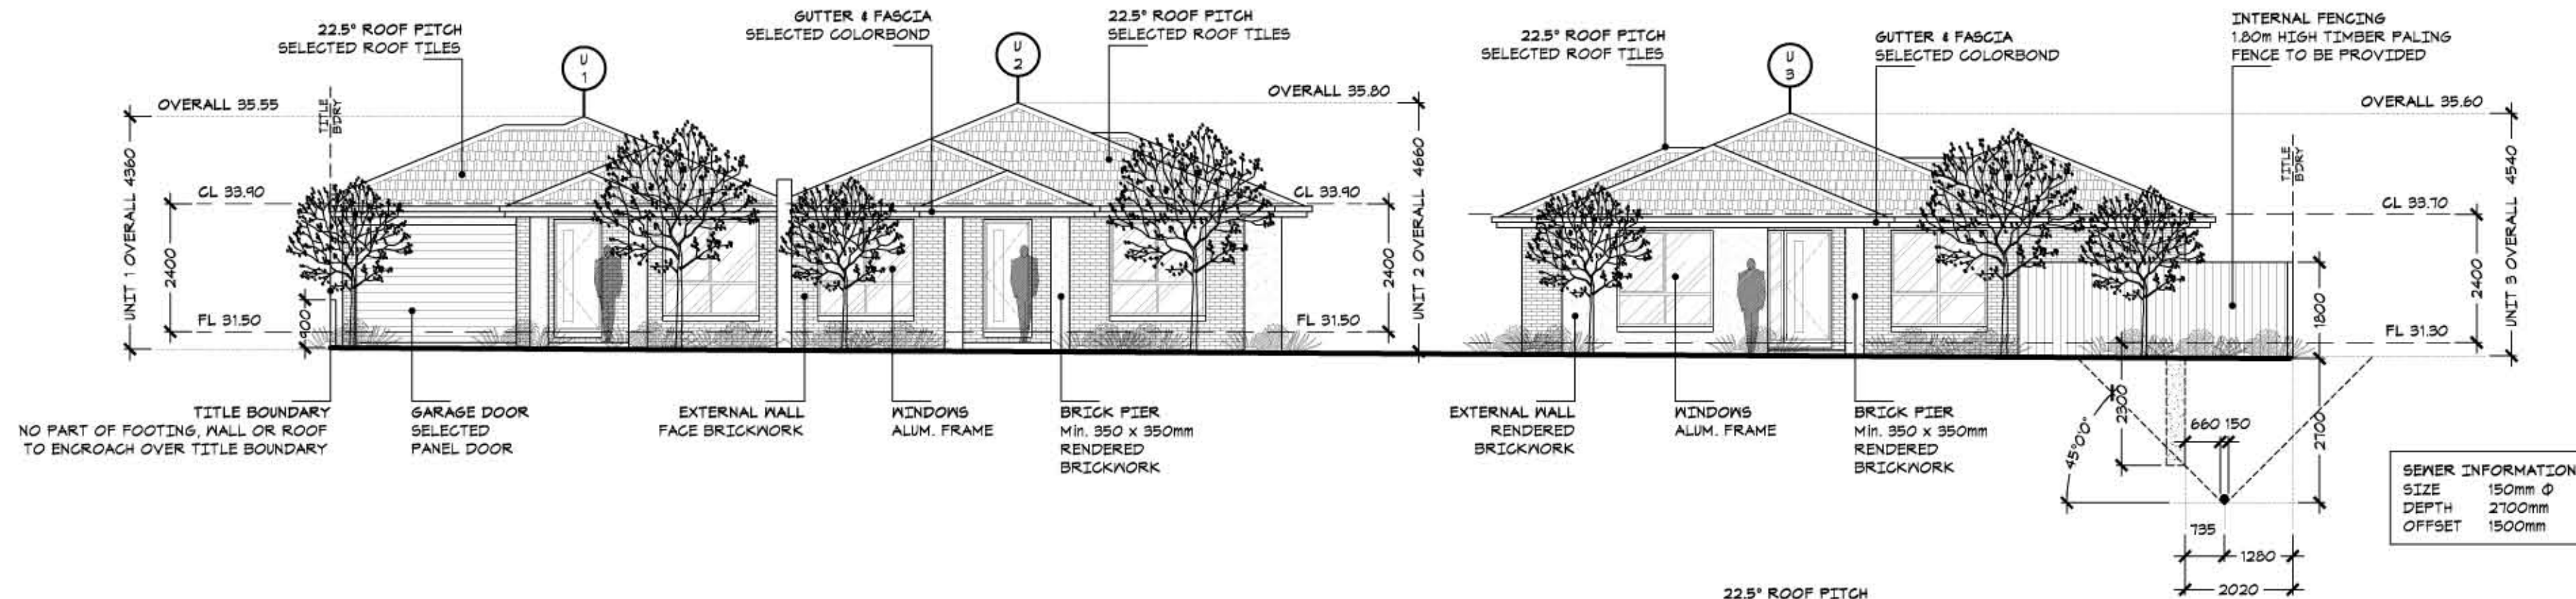 22.5° ROOF PITCH
SELECTED ROOF TILES
U
1
GUTTER & FASCIA
SELECTED COLORBOND
U
2
22.5° ROOF PITCH
SELECTED ROOF TILES
22.5° ROOF PITCH
SELECTED ROOF TILES
U
3
GUTTER & FASCIA
SELECTED COLORBOND
INTERNAL FENCING
1.80m HIGH TIMBER PALING
FENCE TO BE PROVIDED
OVERALL 35.55
TITLE
BDRY
OVERALL 35.80
OVERALL 35.60
TITLE
BDRY
UNIT 1 OVERALL 4360
CL 33.90
2400
FL 31.50
900
CL 33.90
2400
FL 31.50
UNIT 2 OVERALL 4660
CL 33.70
2400
FL 31.30
1800
UNIT 3 OVERALL 4540
TITLE BOUNDARY
NO PART OF FOOTING, WALL OR ROOF
TO ENCROACH OVER TITLE BOUNDARY
GARAGE DOOR
SELECTED
PANEL DOOR
EXTERNAL WALL
FACE BRICKWORK
WINDOWS
ALUM. FRAME
BRICK PIER
Min. 350 x 350mm
RENDERED
BRICKWORK
EXTERNAL WALL
RENDERED
BRICKWORK
WINDOWS
ALUM. FRAME
BRICK PIER
Min. 350 x 350mm
RENDERED
BRICKWORK
2300
660 150
2700
45°0'0"
735
1280
2020
SEWER INFORMATION
SIZE 150mm Φ
DEPTH 2700mm
OFFSET 1500mm
22.5° ROOF PITCH